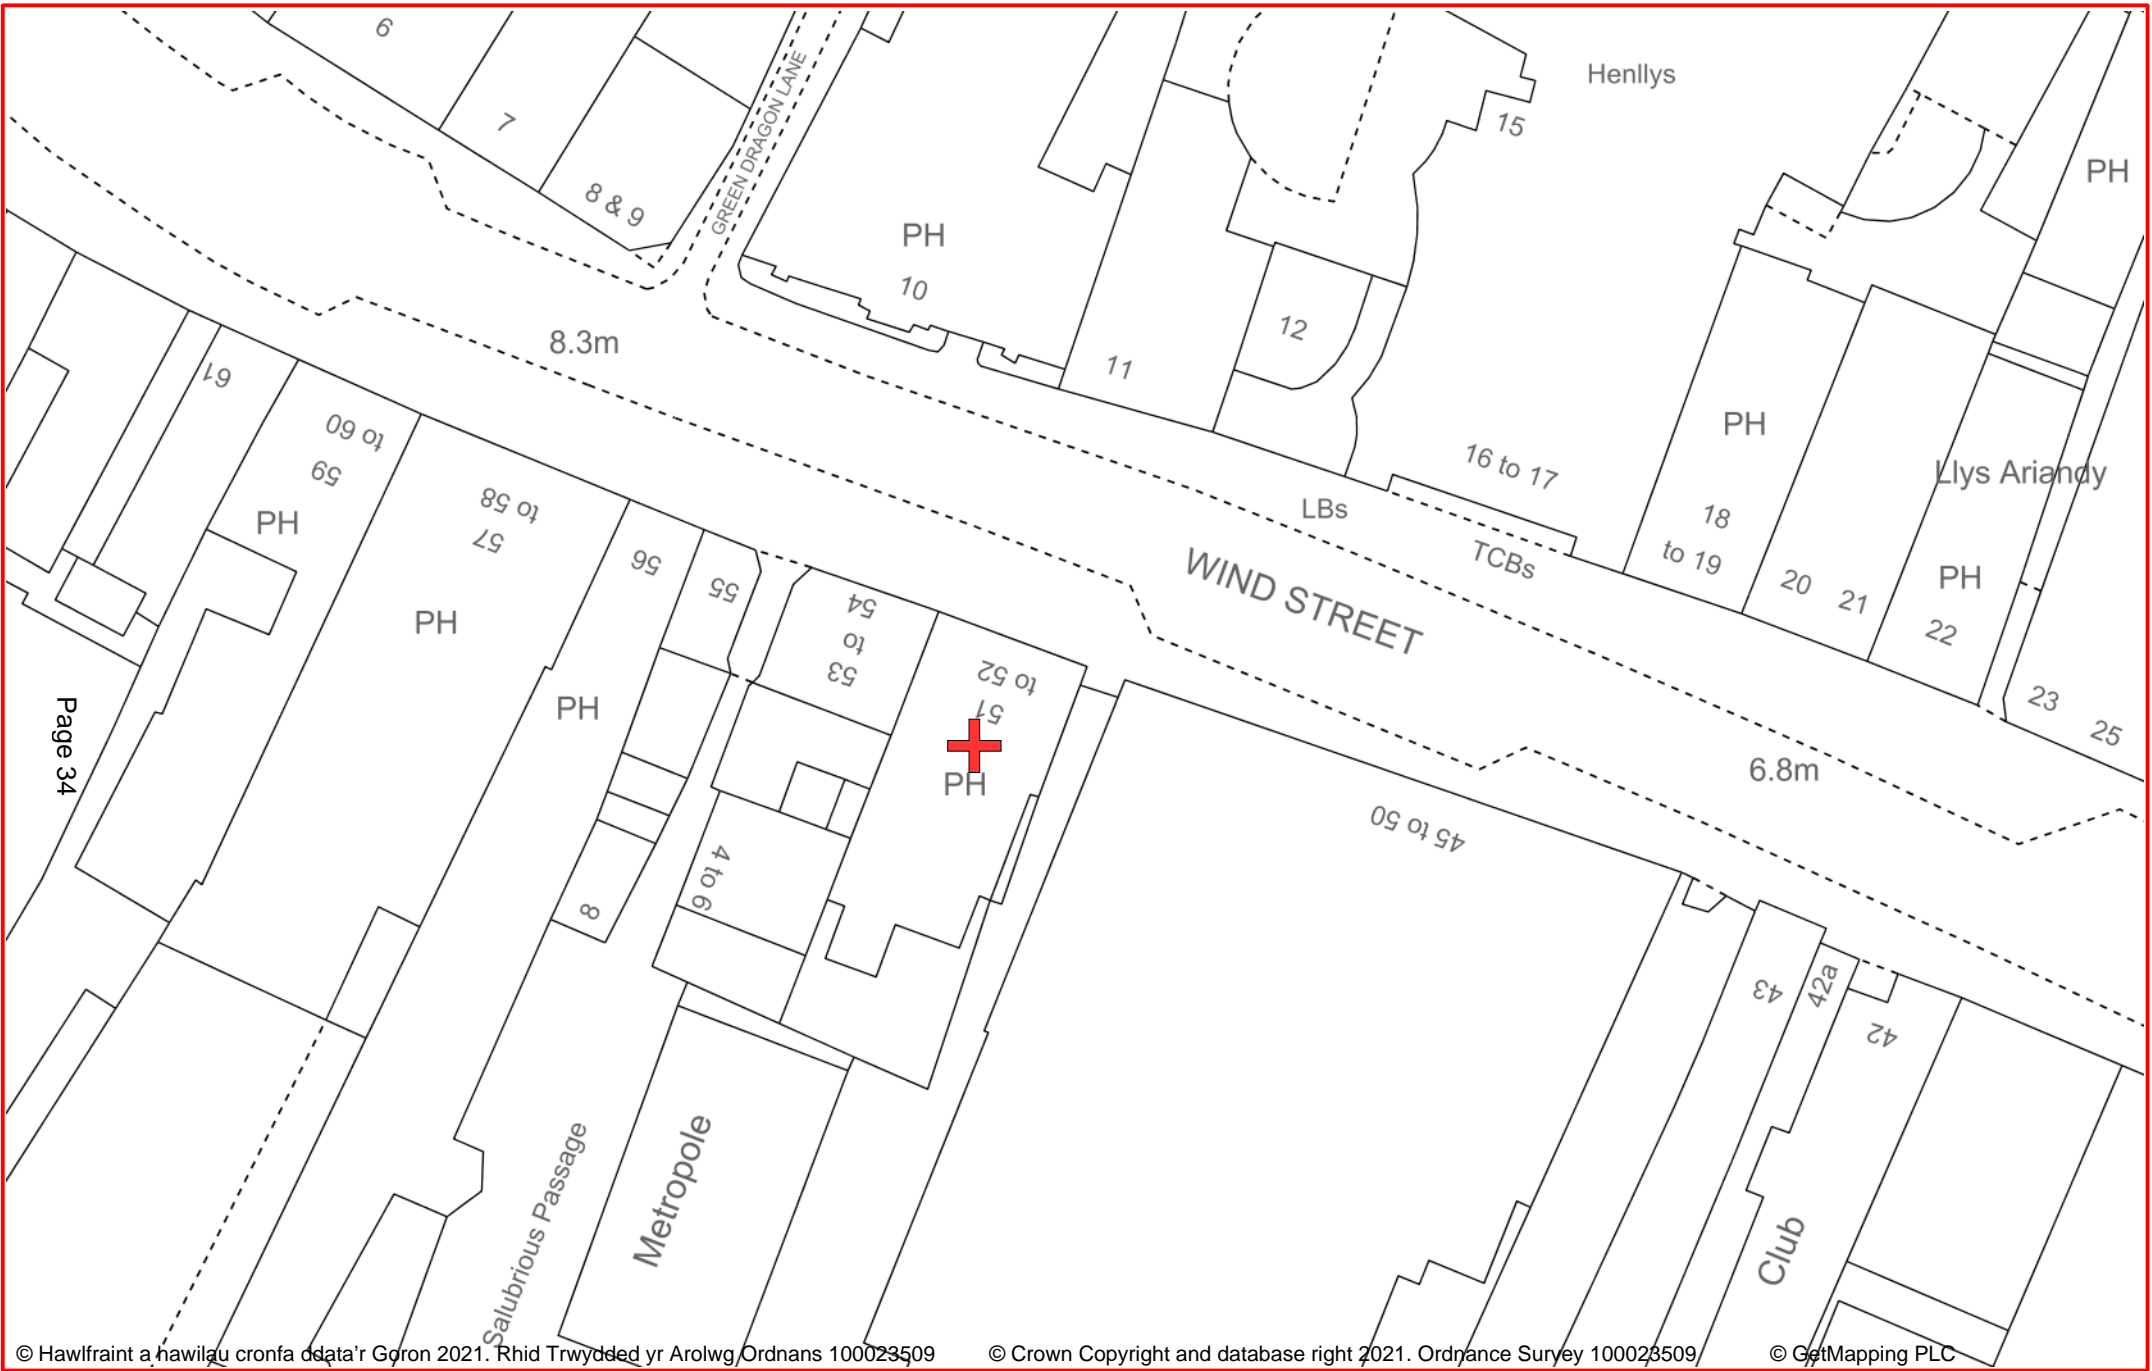 6
7
8 & 9
GREEN DRAGON LANE
PH
10
11
12
Henllys
15
PH
8.3m
61
59
to 60
PH
57
to 58
PH
56
55
PH
53
to
54
51
to 52
PH
WIND STREET
LBs
TCBs
16 to 17
PH
18
to 19
20
21
Llys Ariandy
PH
22
23
25
6.8m
45 to 50
Page 34
4 to 6
8
43
42a
42
Salubrious Passage
Metropole
Club
© Hawlfraint a hawilau cronfa ddata'r Goron 2021. Rhid Trwydded yr Arolwg Ordnans 100023509
© Crown Copyright and database right 2021. Ordnance Survey 100023509
© GetMapping PLC